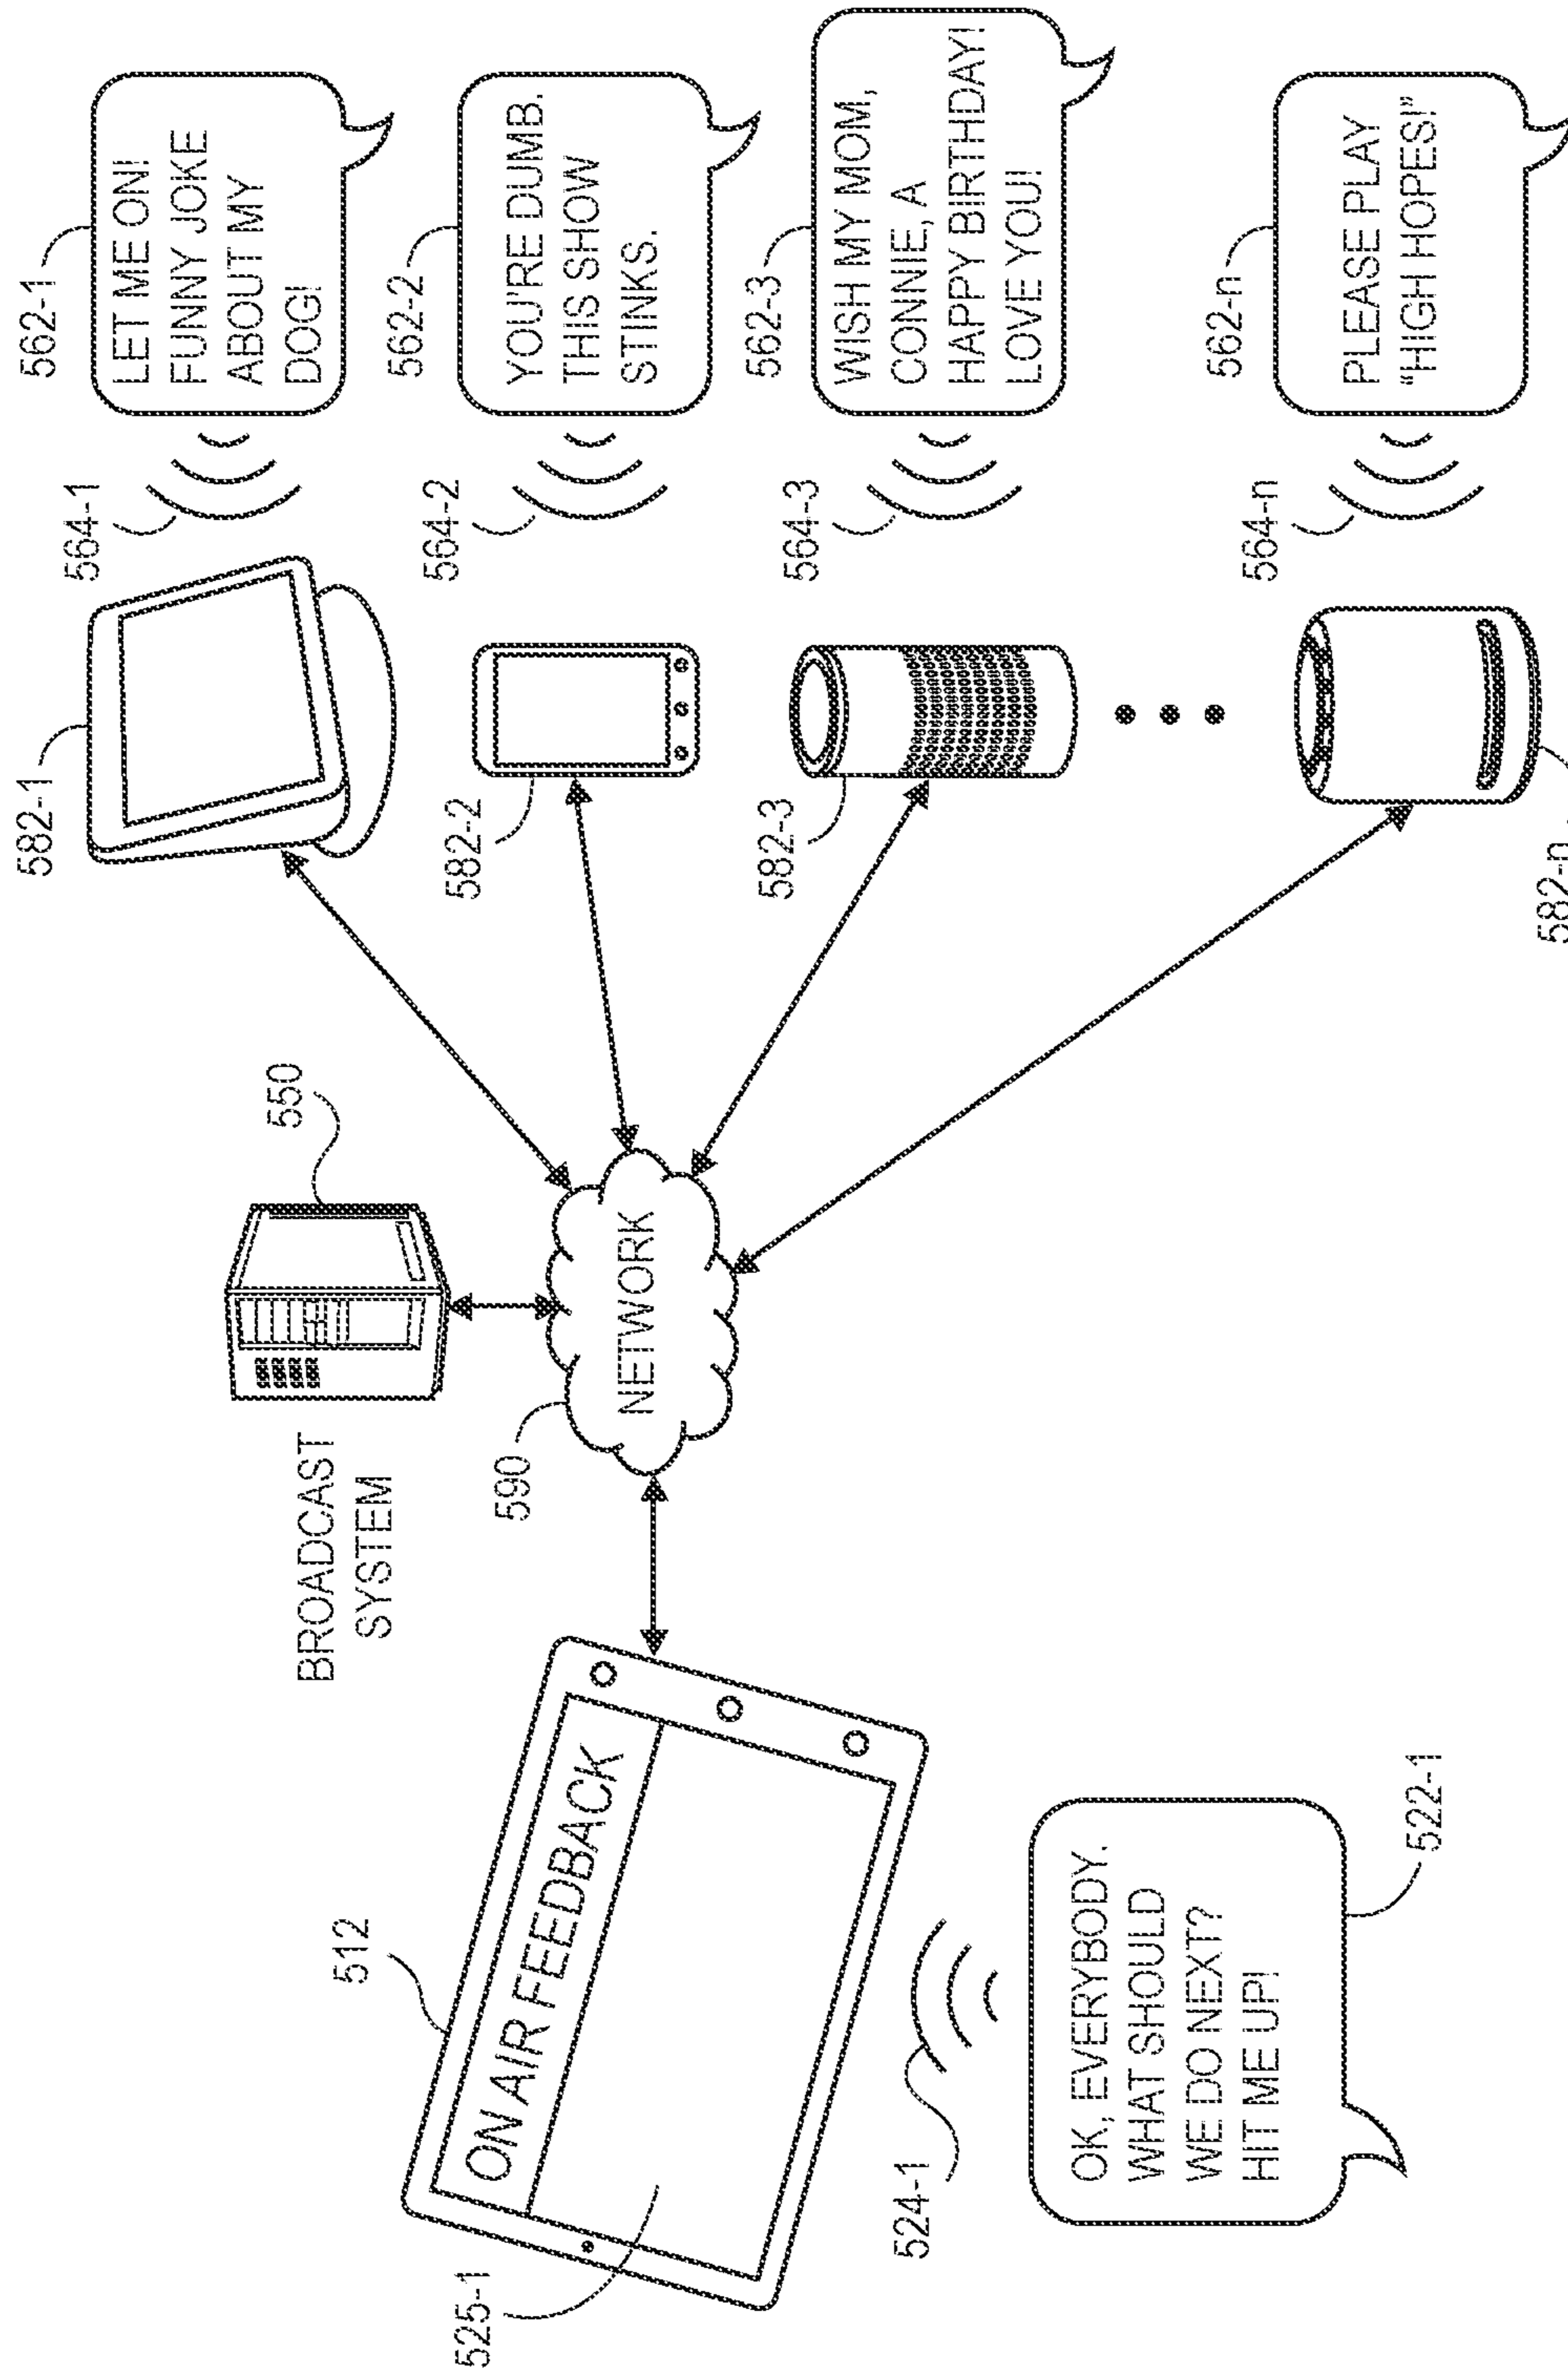 BROADCAST
SYSTEM
550
512
ON AIR FEEDBACK
525-1
524-1
OK, EVERYBODY.
WHAT SHOULD
WE DO NEXT?
HIT ME UP!
522-1
590
NETWORK
582-1
564-1
562-1
LET ME ON!
FUNNY JOKE
ABOUT MY
DOG!
582-2
564-2
562-2
YOU'RE DUMB.
THIS SHOW
STINKS.
582-3
564-3
562-3
WISH MY MOM,
CONNIE, A
HAPPY BIRTHDAY!
LOVE YOU!
582-n
564-n
562-n
PLEASE PLAY
“HIGH HOPES!”